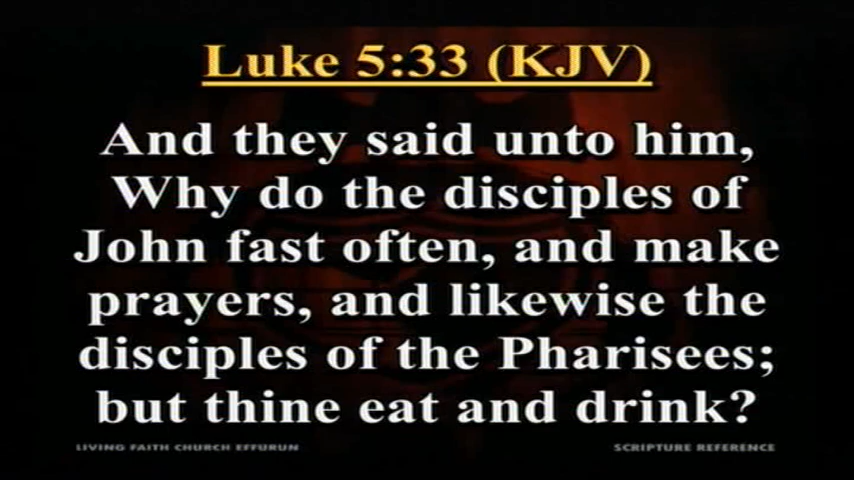 Luke 5:33 (KJV)
And they said unto him,
Why do the disciples of
John fast often, and make
prayers, and likewise the
disciples of the Pharisees;
but thine eat and drink?
LIVING FAITH CHURCH EFFURUN
SCRIPTURE REFERENCE